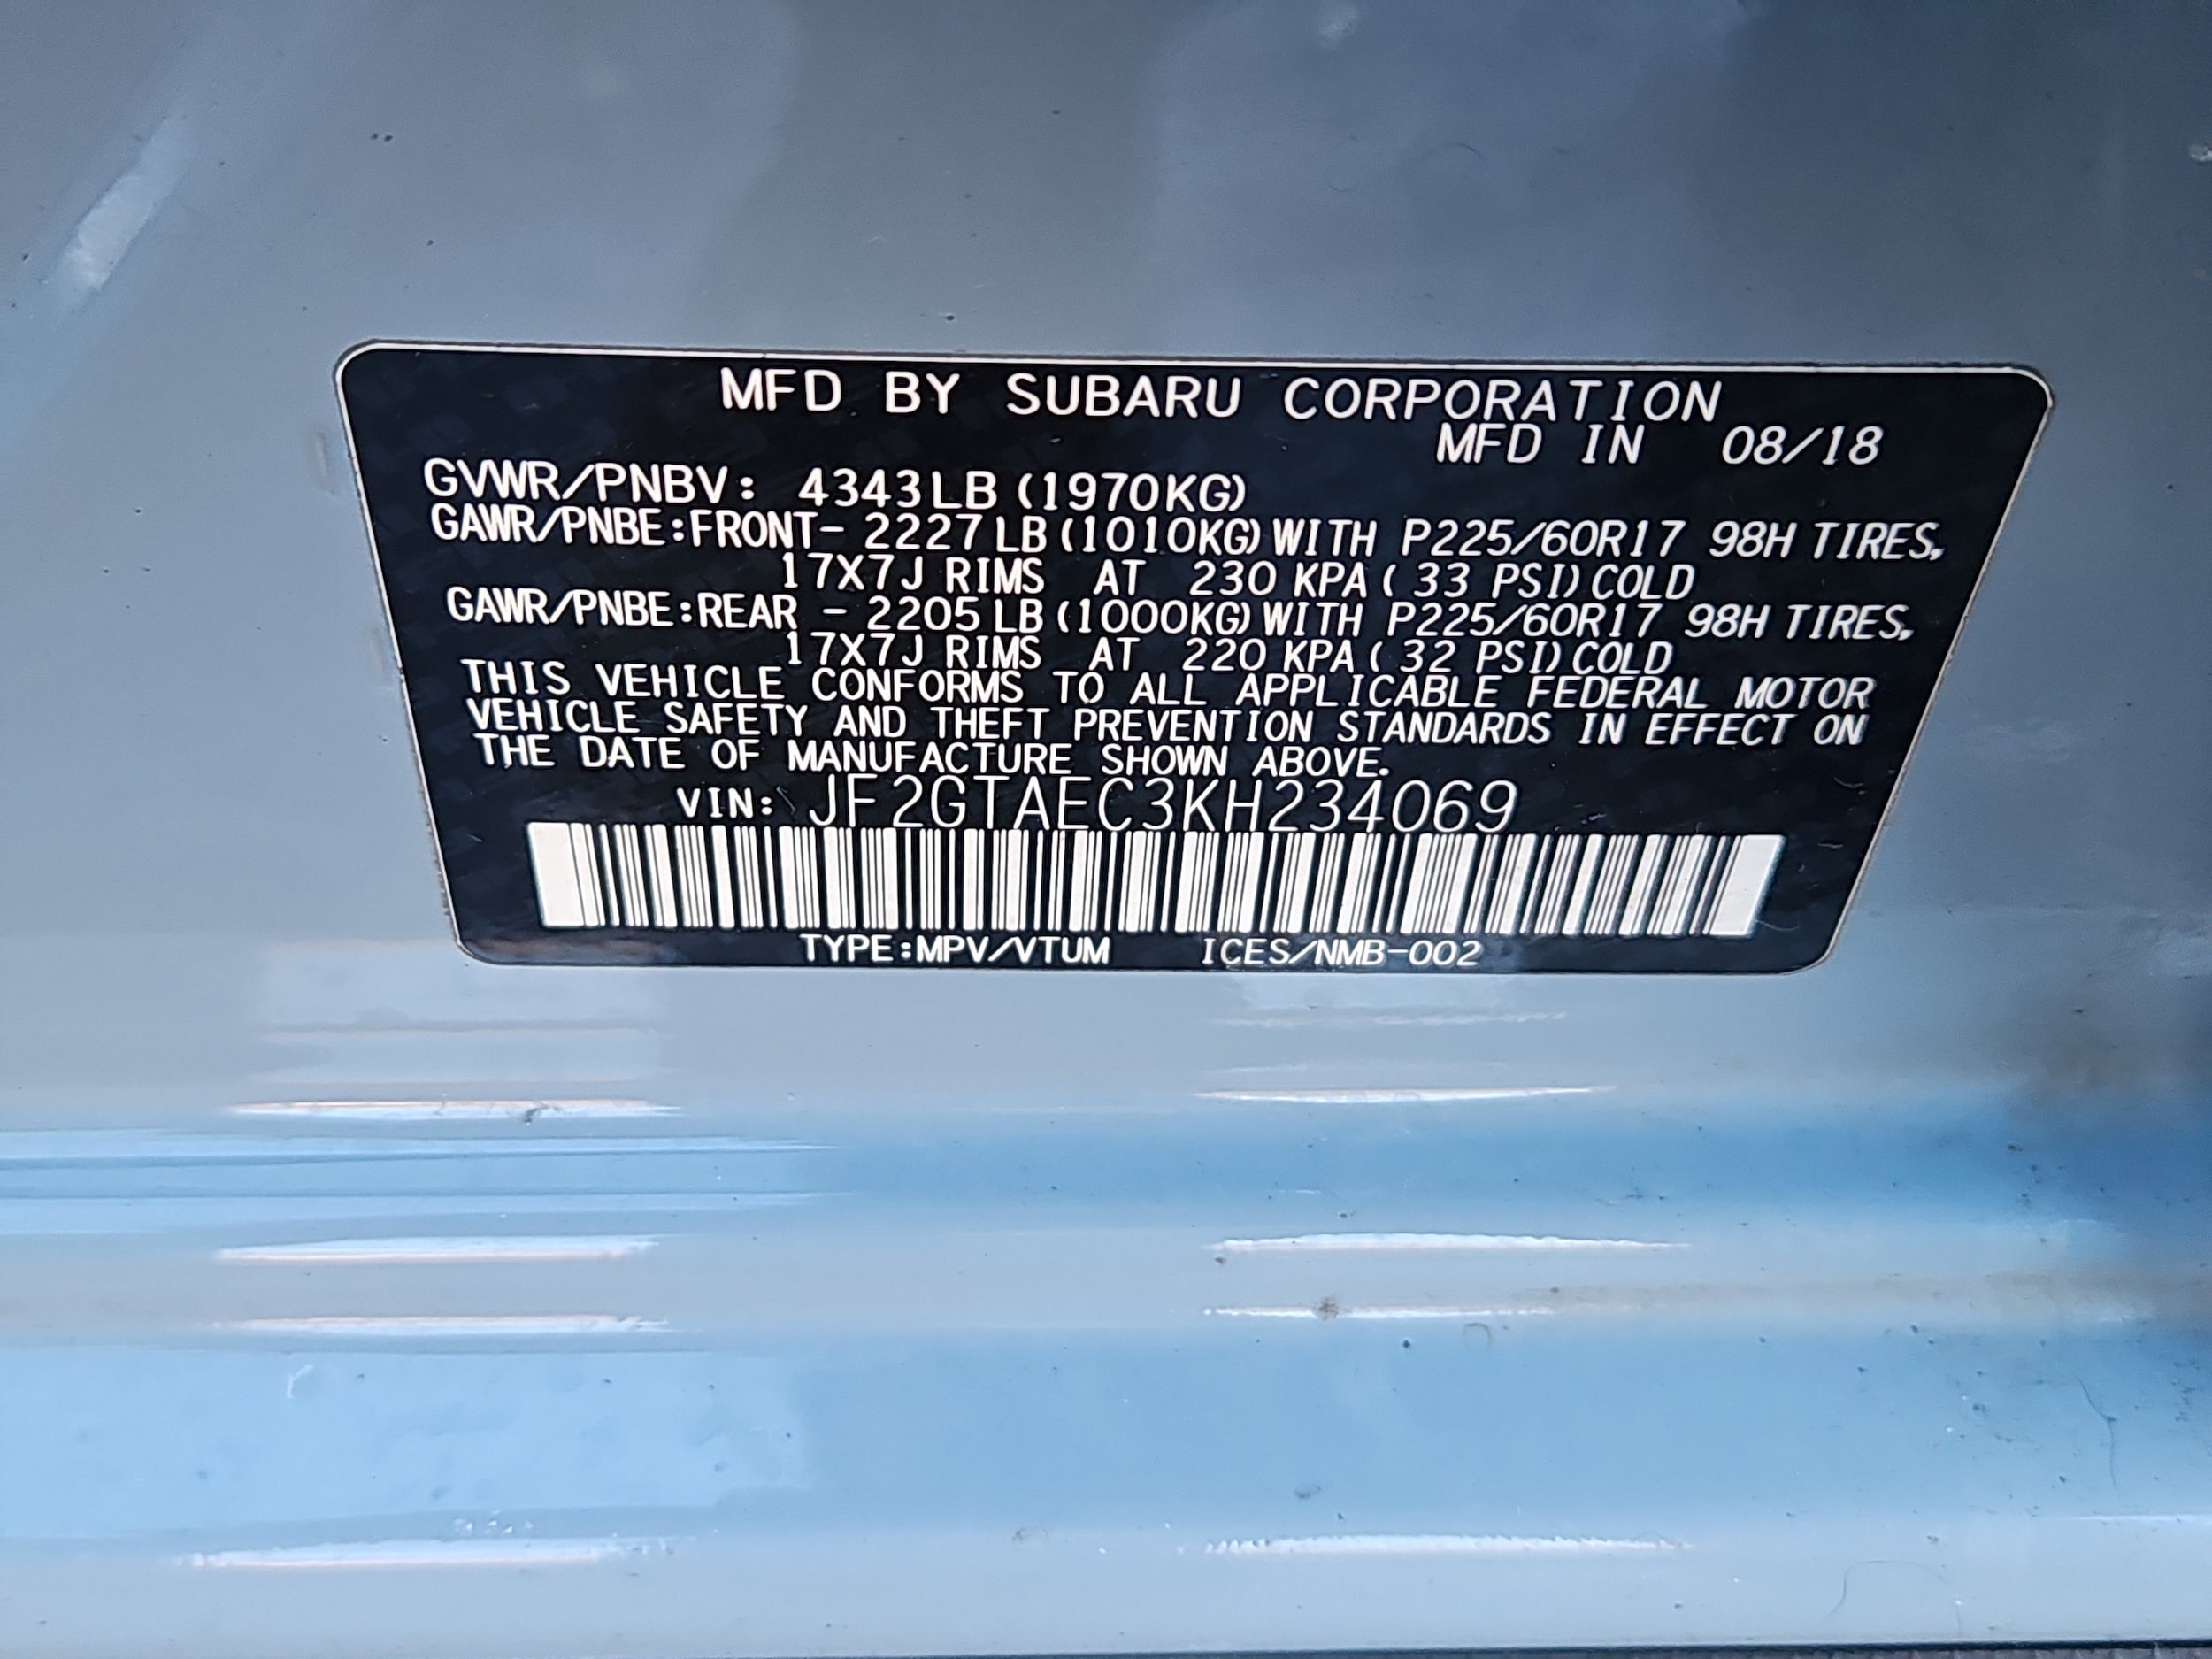 MFD BY SUBARU CORPORATION
MFD IN 08/18
GVWR/PNBV: 4343LB (1970KG)
GAWR/PNBE:FRONT- 2227 LB (1010KG) WITH P225/60R17 98H TIRES,
17X7J RIMS AT 230 KPA ( 33 PSI) COLD
GAWR/PNBE:REAR - 2205 LB (1000KG) WITH P225/60R17 98H TIRES,
17X7J RIMS AT 220 KPA ( 32 PSI) COLD
THIS VEHICLE CONFORMS TO ALL APPLICABLE FEDERAL MOTOR
VEHICLE SAFETY AND THEFT PREVENTION STANDARDS IN EFFECT ON
THE DATE OF MANUFACTURE SHOWN ABOVE.
VIN: JF2GTAEC3KH234069
TYPE:MPV/VTUM ICES/NMB-002